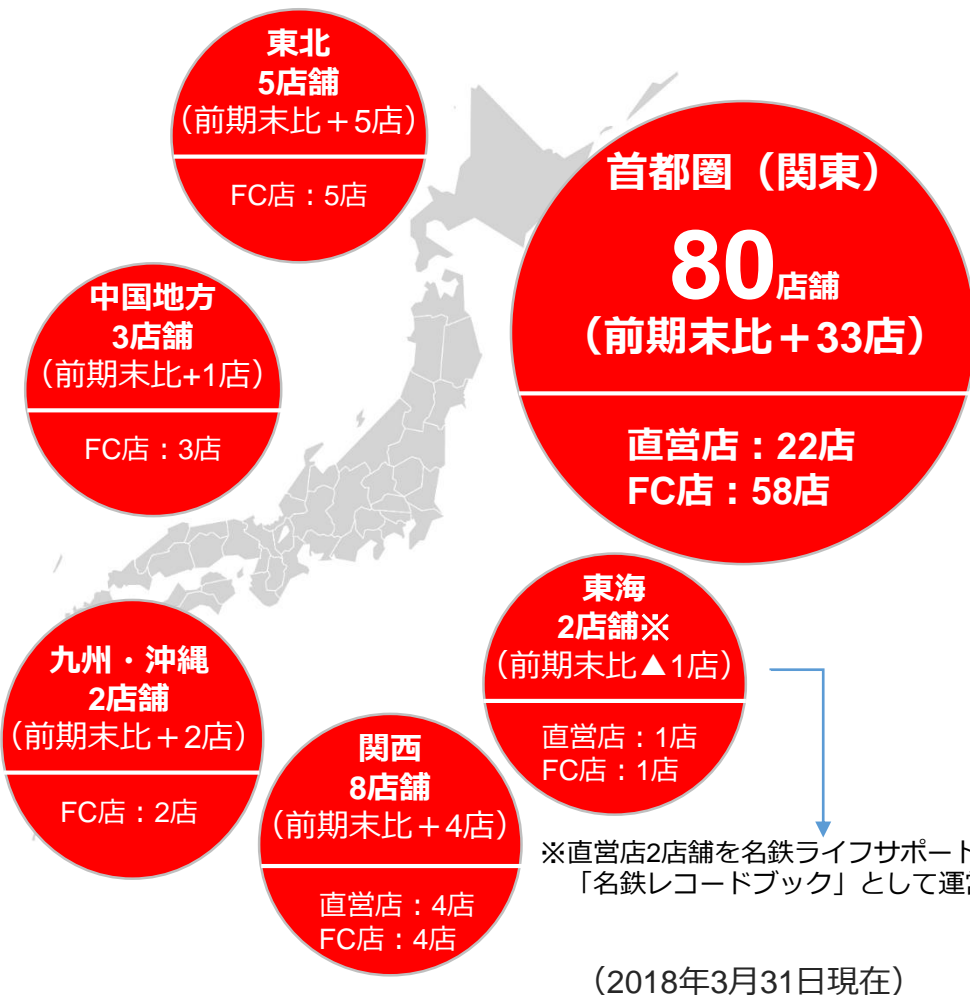 東北
5店舗
（前期末比＋5店）
FC店：5店
首都圏（関東）
80店舗
（前期末比＋33店）
直営店：22店
FC店：58店
中国地方
3店舗
（前期末比+1店）
FC店：3店
東海
2店舗※
（前期末比▲1店）
直営店：1店
FC店：1店
九州・沖縄
2店舗
（前期末比＋2店）
FC店：2店
関西
8店舗
（前期末比＋4店）
直営店：4店
FC店：4店
※直営店2店舗を名鉄ライフサポート
「名鉄レコードブック」として運営
（2018年3月31日現在）